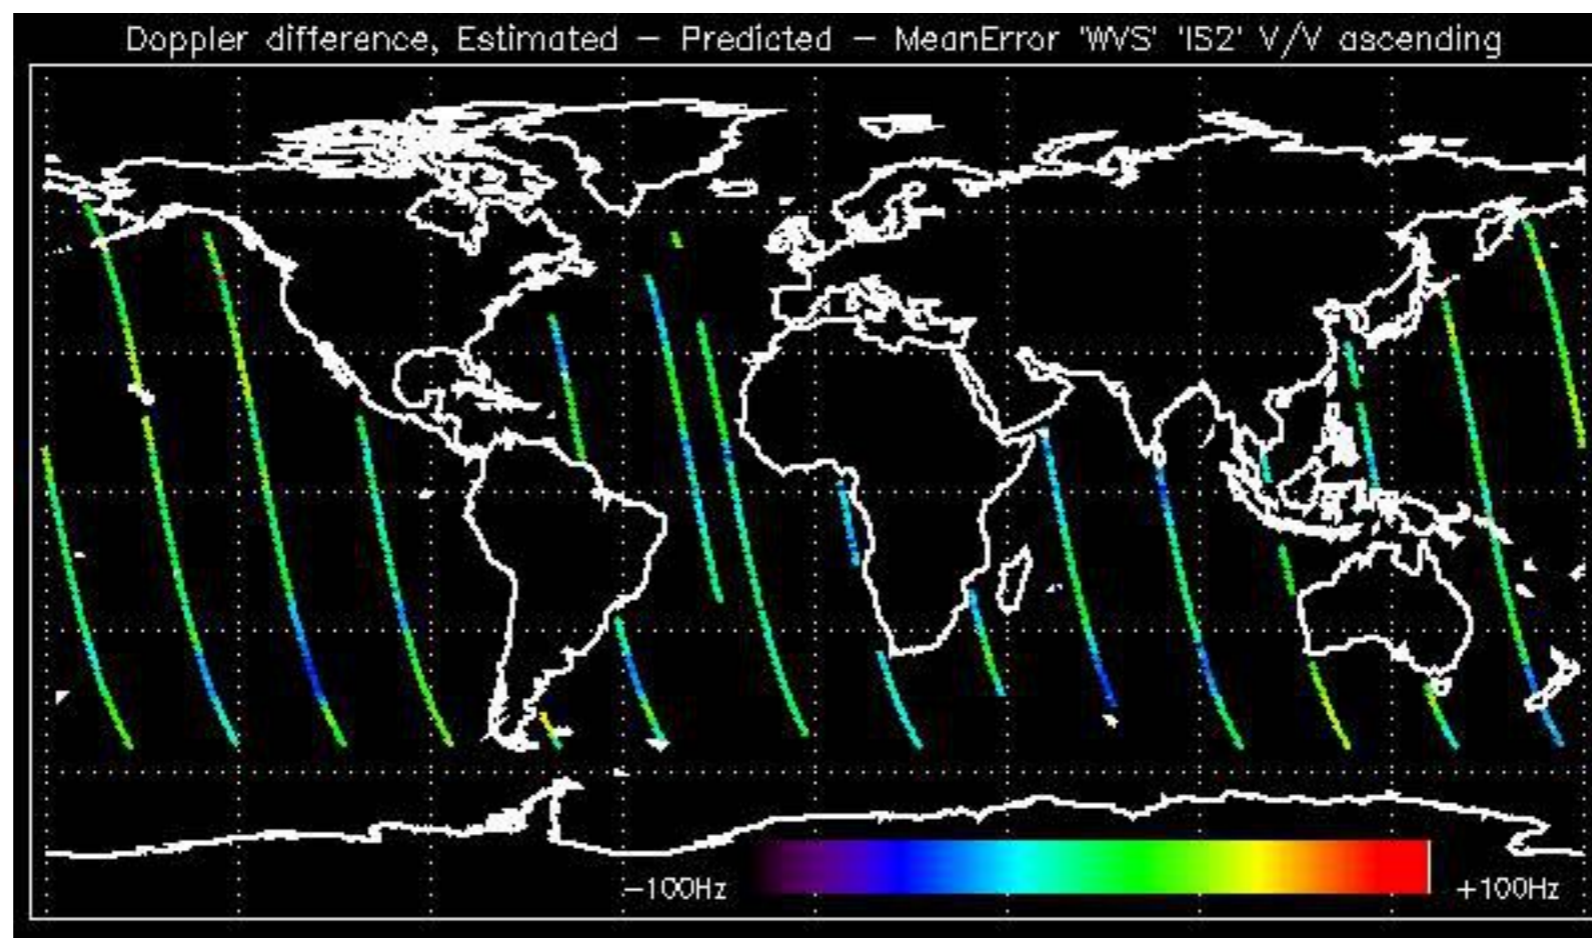 Doppler difference, Estimated − Predicted − MeanError 'WVS' 'IS2' V/V ascending
−100Hz
+100Hz